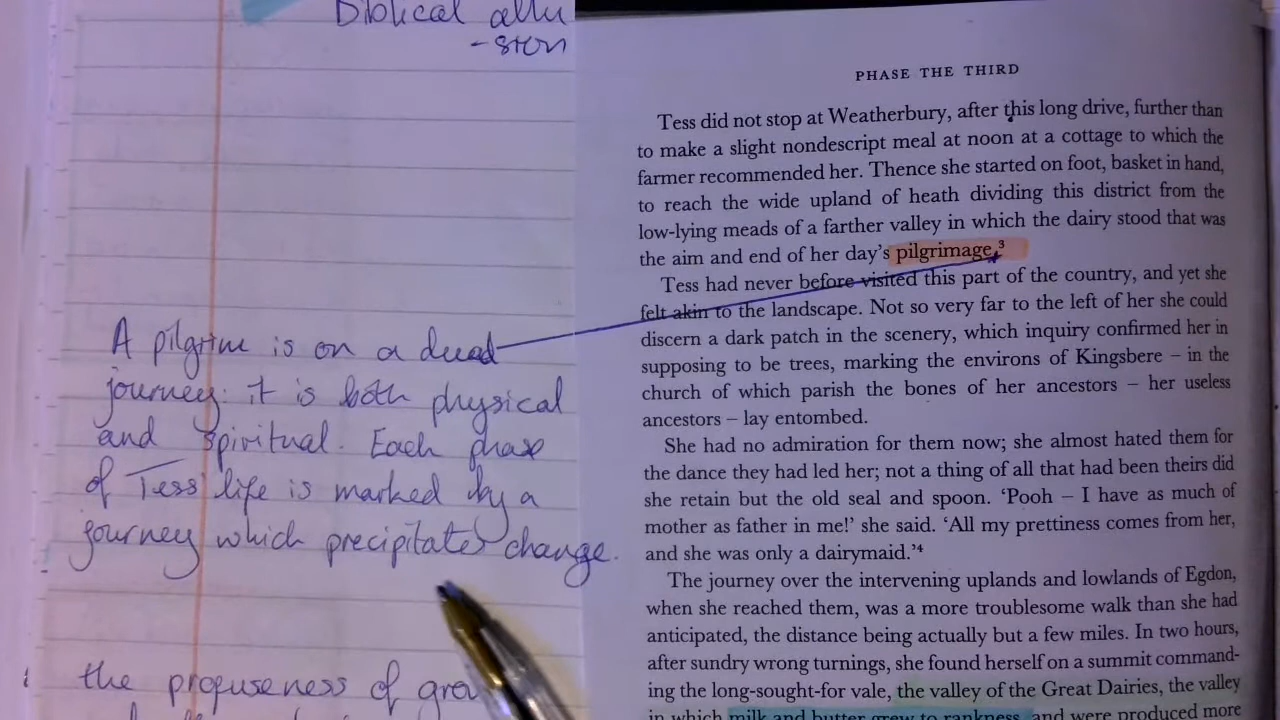 Biblical allu
-sion
A pilgrim is on a dual
journey: it is both physical
and spiritual. Each phase
of Tess' life is marked by a
journey which precipitates change.
the profuseness of grow
PHASE THE THIRD
Tess did not stop at Weatherbury, after this long drive, further than
to make a slight nondescript meal at noon at a cottage to which the
farmer recommended her. Thence she started on foot, basket in hand,
to reach the wide upland of heath dividing this district from the
low-lying meads of a farther valley in which the dairy stood that was
the aim and end of her day's pilgrimage.³
Tess had never before visited this part of the country, and yet she
felt akin to the landscape. Not so very far to the left of her she could
discern a dark patch in the scenery, which inquiry confirmed her in
supposing to be trees, marking the environs of Kingsbere – in the
church of which parish the bones of her ancestors – her useless
ancestors – lay entombed.
She had no admiration for them now; she almost hated them for
the dance they had led her; not a thing of all that had been theirs did
she retain but the old seal and spoon. 'Pooh – I have as much of
mother as father in me!' she said. 'All my prettiness comes from her,
and she was only a dairymaid.'⁴
The journey over the intervening uplands and lowlands of Egdon,
when she reached them, was a more troublesome walk than she had
anticipated, the distance being actually but a few miles. In two hours,
after sundry wrong turnings, she found herself on a summit command-
ing the long-sought-for vale, the valley of the Great Dairies, the valley
in which milk and butter grew to rankness, and were produced more